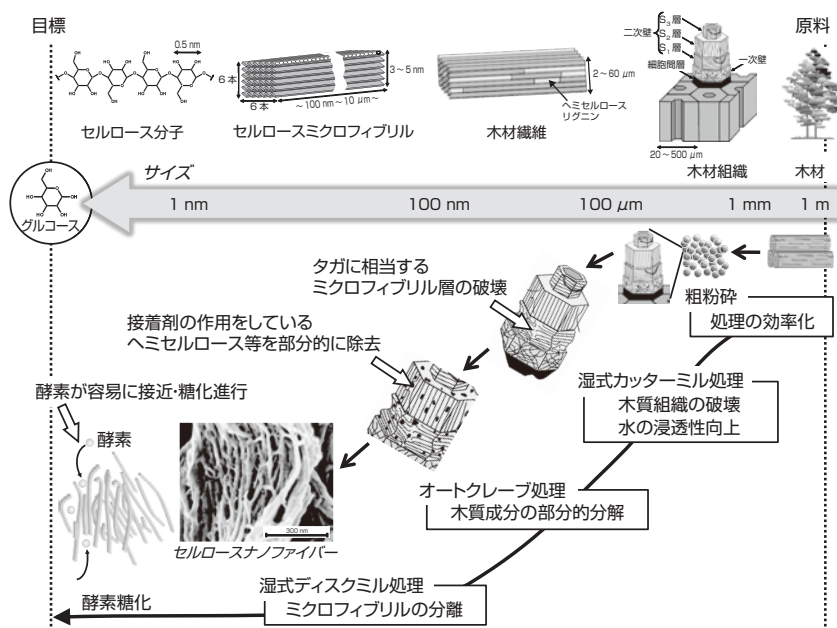 目標
原料
0.5 nm
OH
HO
O
6 本
6 本
～100 nm～10 μm～
3～5 nm
2～60 μm
ヘミセルロース
リグニン
二次壁
S₃ 層
S₂ 層
S₁ 層
細胞間層
一次壁
20～500 μm
セルロース分子
セルロースミクロフィブリル
木材繊維
木材組織
木材
サイズ
グルコース
1 nm
100 nm
100 μm
1 mm
1 m
タガに相当する
ミクロフィブリル層の破壊
粗粉砕
処理の効率化
接着剤の作用をしている
ヘミセルロース等を部分的に除去
湿式カッターミル処理
木質組織の破壊
水の浸透性向上
酵素が容易に接近・糖化進行
酵素
オートクレーブ処理
木質成分の部分的分解
300 nm
セルロースナノファイバー
湿式ディスクミル処理
ミクロフィブリルの分離
酵素糖化